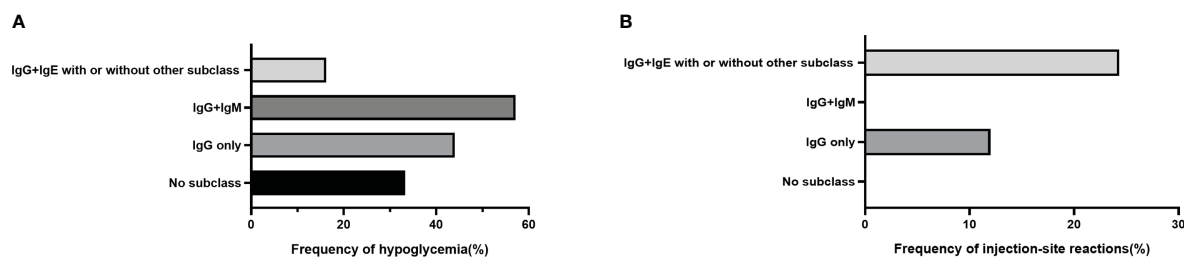 A
IgG+IgE with or without other subclass
IgG+IgM
IgG only
No subclass
0 20 40 60
Frequency of hypoglycemia(%)
B
IgG+IgE with or without other subclass
IgG+IgM
IgG only
No subclass
0 10 20 30
Frequency of injection-site reactions(%)